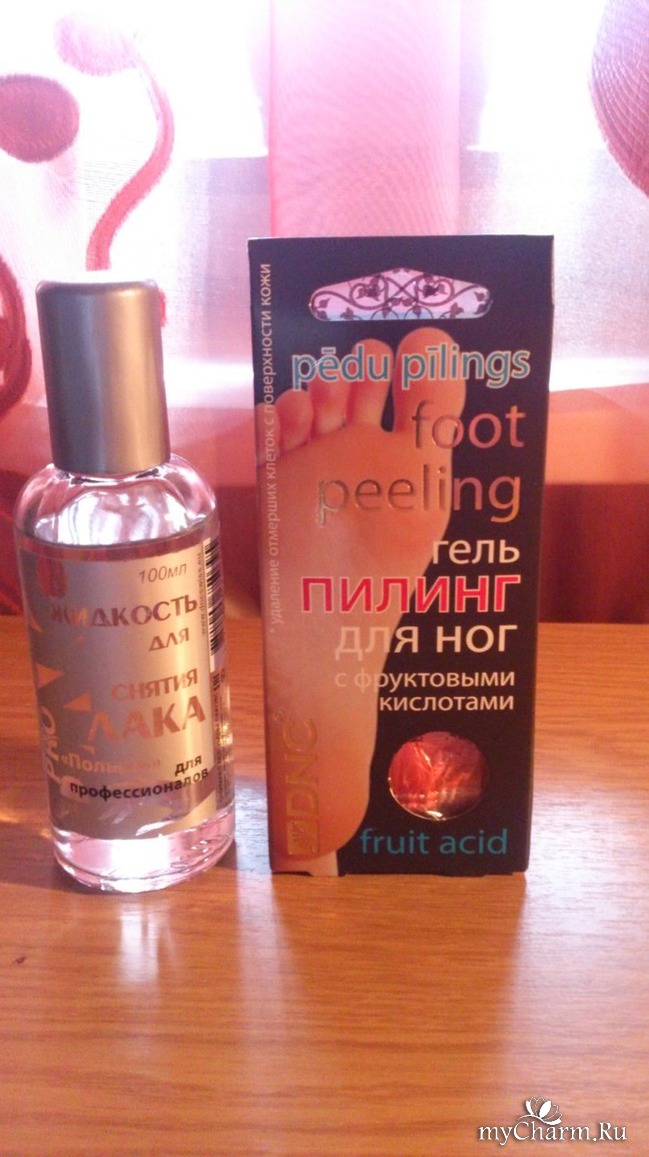 100мл
ЖИДКОСТЬ
ДЛЯ
СНЯТИЯ
ЛАКА
для
профессионалов
* удаление отмерших клеток с поверхности кожи
pēdu pīlings
foot
peeling
гель
ПИЛИНГ
для ног
с фруктовыми
кислотами
DNC
fruit acid
myCharm.Ru